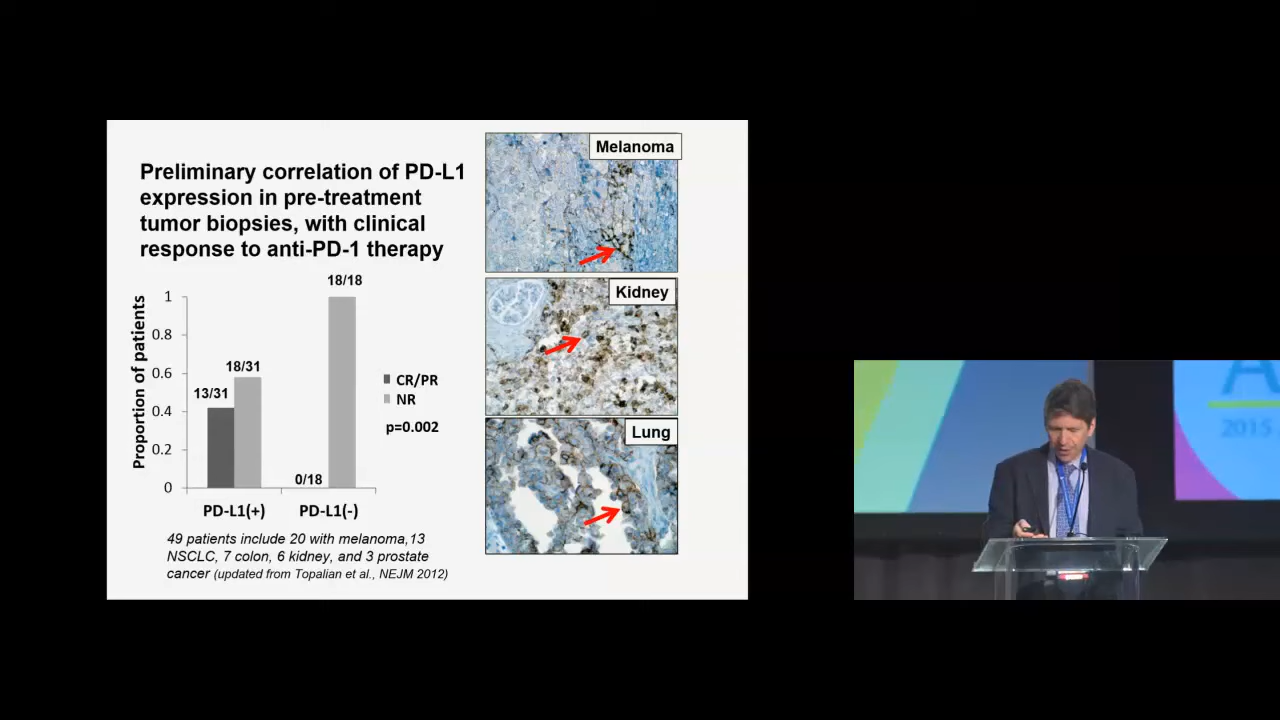 Preliminary correlation of PD-L1
expression in pre-treatment
tumor biopsies, with clinical
response to anti-PD-1 therapy
Proportion of patients
1
0.8
0.6
0.4
0.2
0
13/31
18/31
0/18
18/18
PD-L1(+)
PD-L1(-)
CR/PR
NR
p=0.002
49 patients include 20 with melanoma,13
NSCLC, 7 colon, 6 kidney, and 3 prostate
cancer (updated from Topalian et al., NEJM 2012)
Melanoma
Kidney
Lung
2015